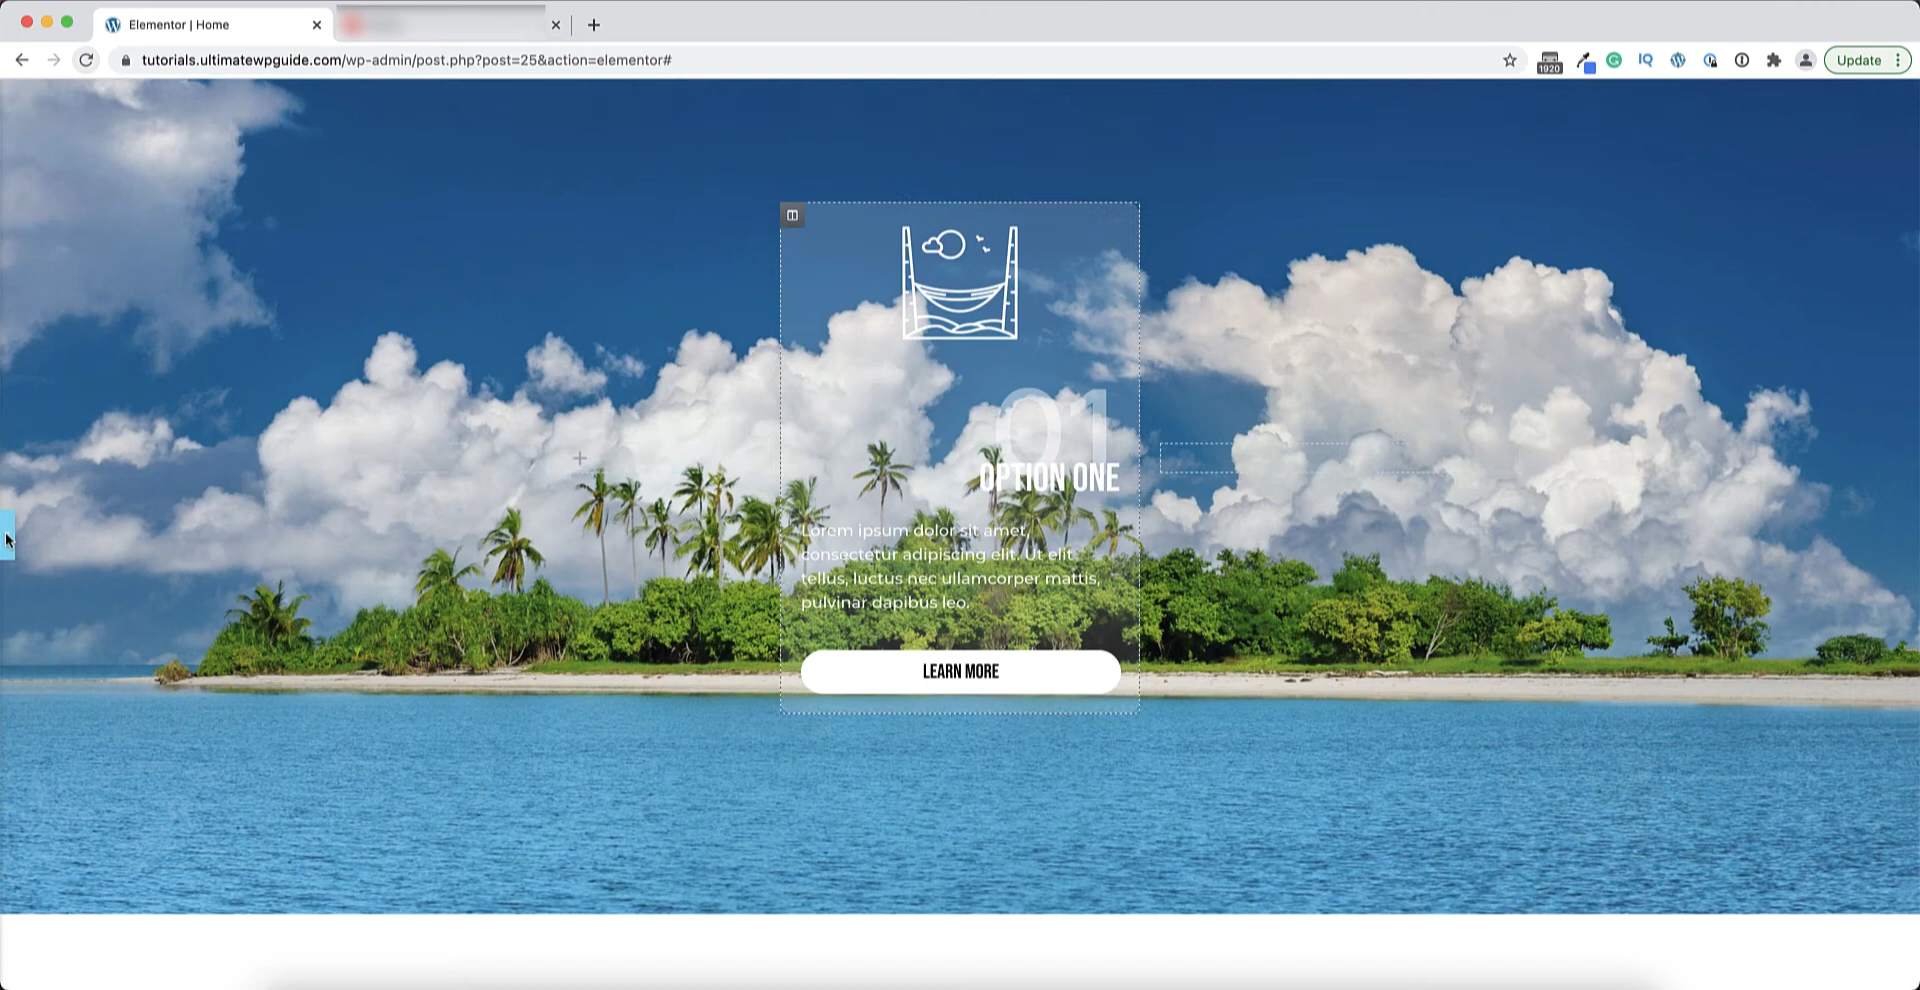 Elementor | Home
tutorials.ultimatewpguide.com/wp-admin/post.php?post=25&action=elementor#
1920
IQ
Update
01
OPTION ONE
Lorem ipsum dolor sit amet,
consectetur adipiscing elit. Ut elit
tellus, luctus nec ullamcorper mattis,
pulvinar dapibus leo.
LEARN MORE